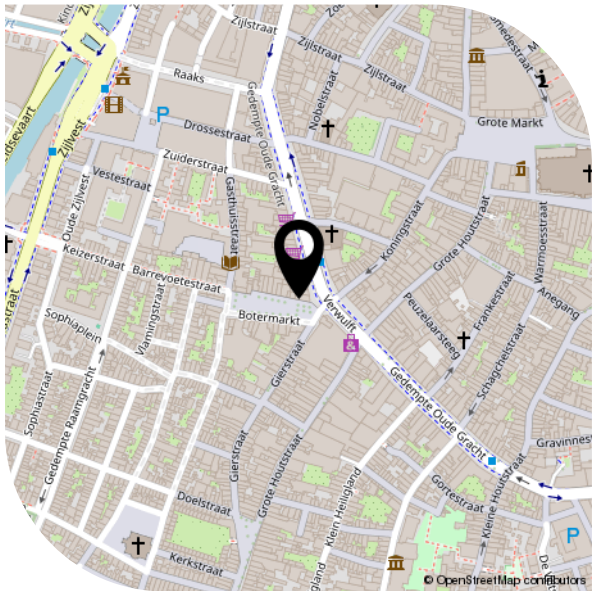 Zijlstraat
Zijlstraat
Zijlstraat
Raaks
Nobelstraat
Grote Markt
Drossestraat
Gedempte Oude Gracht
Zijlvest
P
Zuiderstraat
Vestestraat
Oude Zijlvest
Gasthuisstraat
Koningstraat
Grote Houtstraat
Warmoesstraat
Keizerstraat
Barrevoetestraat
Anegang
Frankestraat
Peuzelaarsteeg
Sophiaplein
Vlamingstraat
Botermarkt
Verwulft
Schagchelstraat
Gierstraat
Sophiastraat
Gedempte Raamgracht
Gedempte Oude Gracht
Gierstraat
Grote Houtstraat
Klein Heiligland
Kleine Houtstraat
Gortestraat
Doelstraat
P
Kerkstraat
© OpenStreetMap contributors